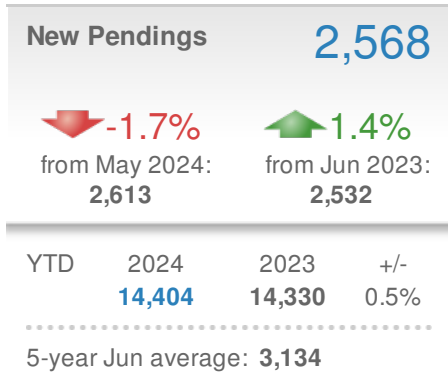 New Pendings 2,568
-1.7% 1.4%
from May 2024: from Jun 2023:
2,613 2,532
YTD 2024 2023 +/-
14,404 14,330 0.5%
5-year Jun average: 3,134